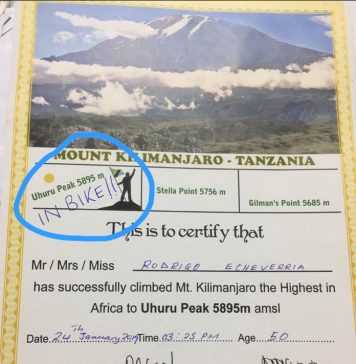 MOUNT KILIMANJARO - TANZANIA
Uhuru Peak 5895 m
IN BIKE!!
Stella Point 5756 m
Gilman's Point 5685 m
This is to certify that
Mr / Mrs / Miss RODRIGO ECHEVERRIA
has successfully climbed Mt. Kilimanjaro the Highest in
Africa to Uhuru Peak 5895m amsl
Date 24th January Time 03:25 PM Age 50